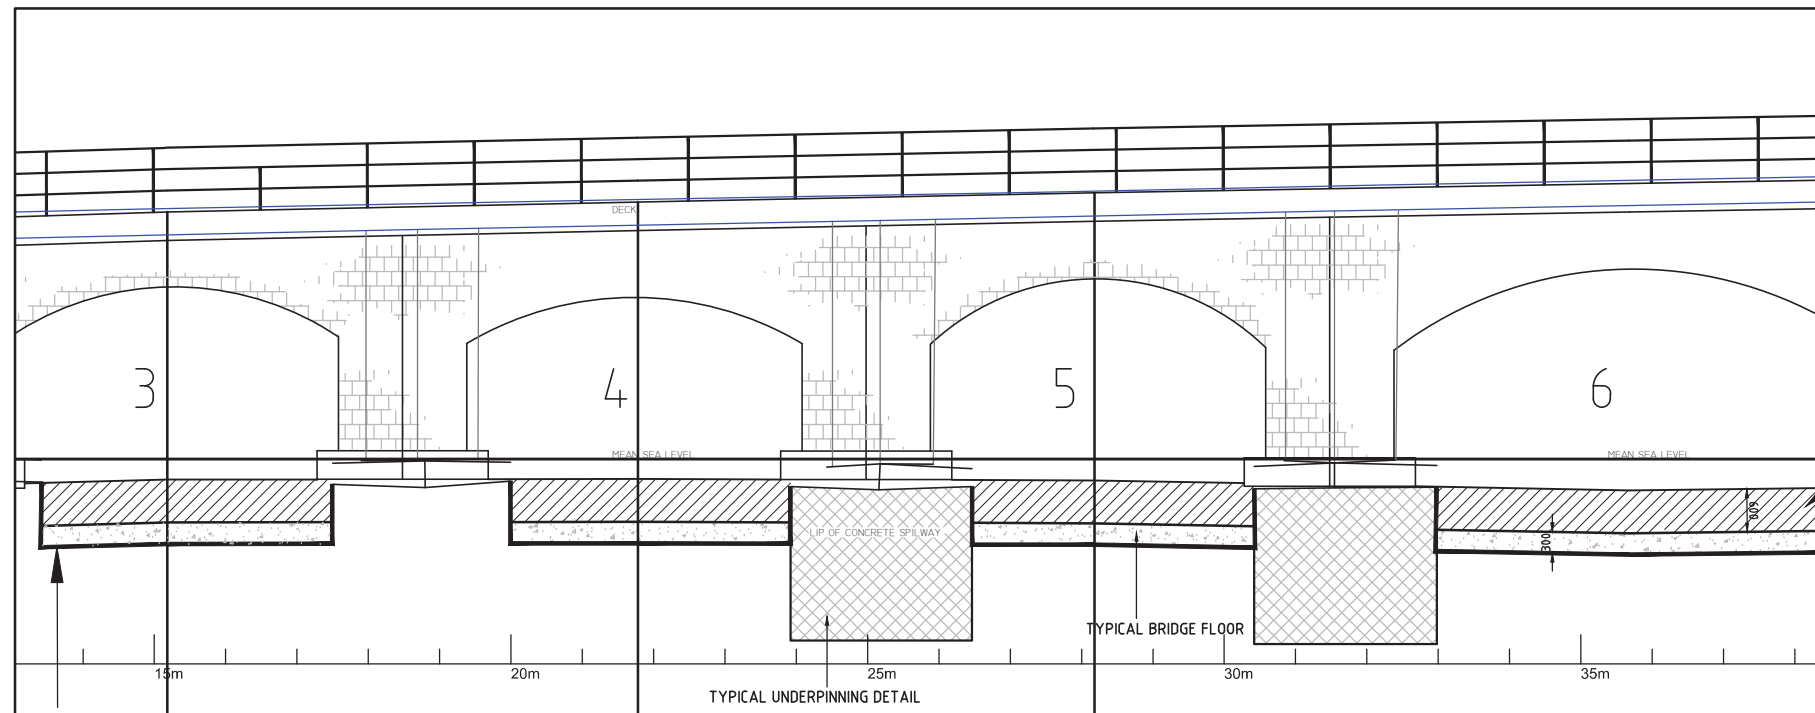 DECK
3
4
5
6
MEAN SEA LEVEL
MEAN SEA LEVEL
600
LIP OF CONCRETE SPILWAY
300
TYPICAL BRIDGE FLOOR
15m
20m
25m
30m
35m
TYPICAL UNDERPINNING DETAIL